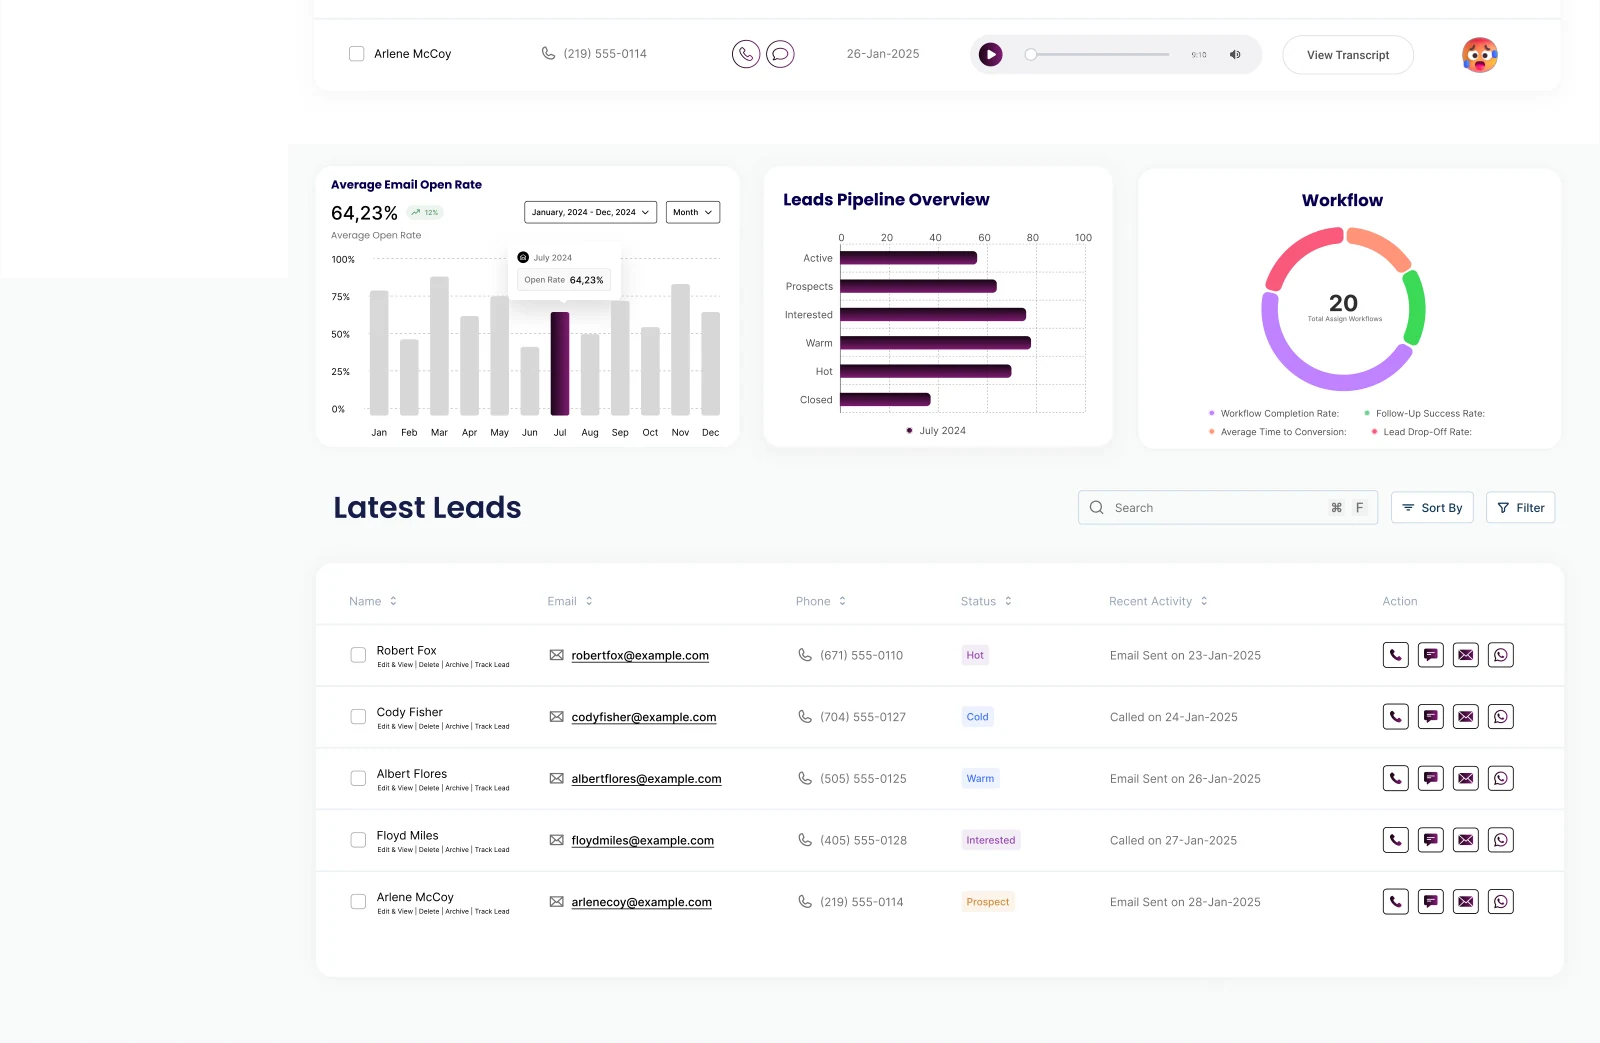 Arlene McCoy (219) 555-0114 26-Jan-2025 9:10 View Transcript
Average Email Open Rate
64,23% 12% January, 2024 - Dec, 2024 Month
Average Open Rate
July 2024
Open Rate 64,23%
100%
75%
50%
25%
0%
Jan Feb Mar Apr May Jun Jul Aug Sep Oct Nov Dec
Leads Pipeline Overview
0 20 40 60 80 100
Active
Prospects
Interested
Warm
Hot
Closed
July 2024
Workflow
20
Total Assign Workflows
Workflow Completion Rate: Follow-Up Success Rate:
Average Time to Conversion: Lead Drop-Off Rate:
Latest Leads Search ⌘ F Sort By Filter
Name Email Phone Status Recent Activity Action
Robert Fox
Edit & View | Delete | Archive | Track Lead
robertfox@example.com (671) 555-0110 Hot Email Sent on 23-Jan-2025
Cody Fisher
Edit & View | Delete | Archive | Track Lead
codyfisher@example.com (704) 555-0127 Cold Called on 24-Jan-2025
Albert Flores
Edit & View | Delete | Archive | Track Lead
albertflores@example.com (505) 555-0125 Warm Email Sent on 26-Jan-2025
Floyd Miles
Edit & View | Delete | Archive | Track Lead
floydmiles@example.com (405) 555-0128 Interested Called on 27-Jan-2025
Arlene McCoy
Edit & View | Delete | Archive | Track Lead
arlenecoy@example.com (219) 555-0114 Prospect Email Sent on 28-Jan-2025